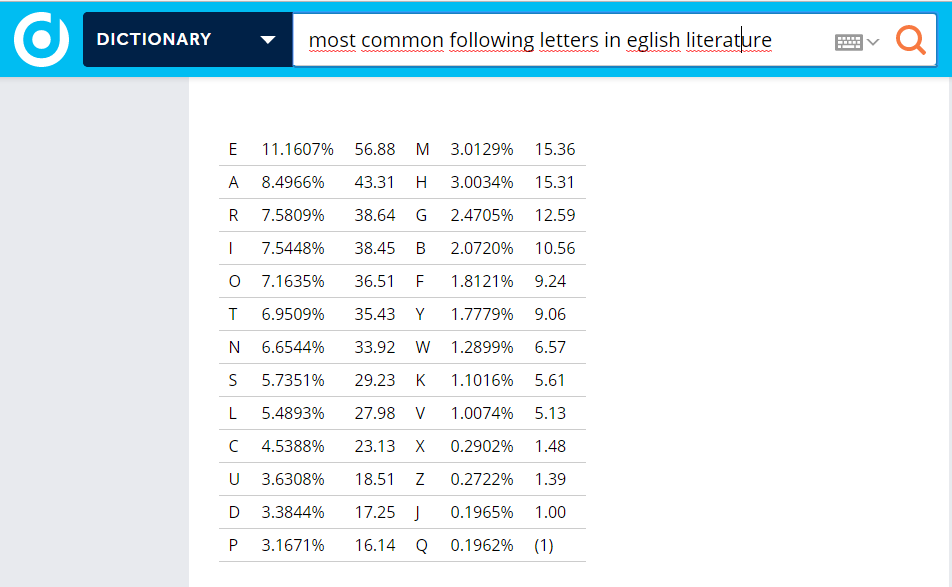 DICTIONARY most common following letters in eglish literature
E 11.1607% 56.88 M 3.0129% 15.36
A 8.4966% 43.31 H 3.0034% 15.31
R 7.5809% 38.64 G 2.4705% 12.59
I 7.5448% 38.45 B 2.0720% 10.56
O 7.1635% 36.51 F 1.8121% 9.24
T 6.9509% 35.43 Y 1.7779% 9.06
N 6.6544% 33.92 W 1.2899% 6.57
S 5.7351% 29.23 K 1.1016% 5.61
L 5.4893% 27.98 V 1.0074% 5.13
C 4.5388% 23.13 X 0.2902% 1.48
U 3.6308% 18.51 Z 0.2722% 1.39
D 3.3844% 17.25 J 0.1965% 1.00
P 3.1671% 16.14 Q 0.1962% (1)